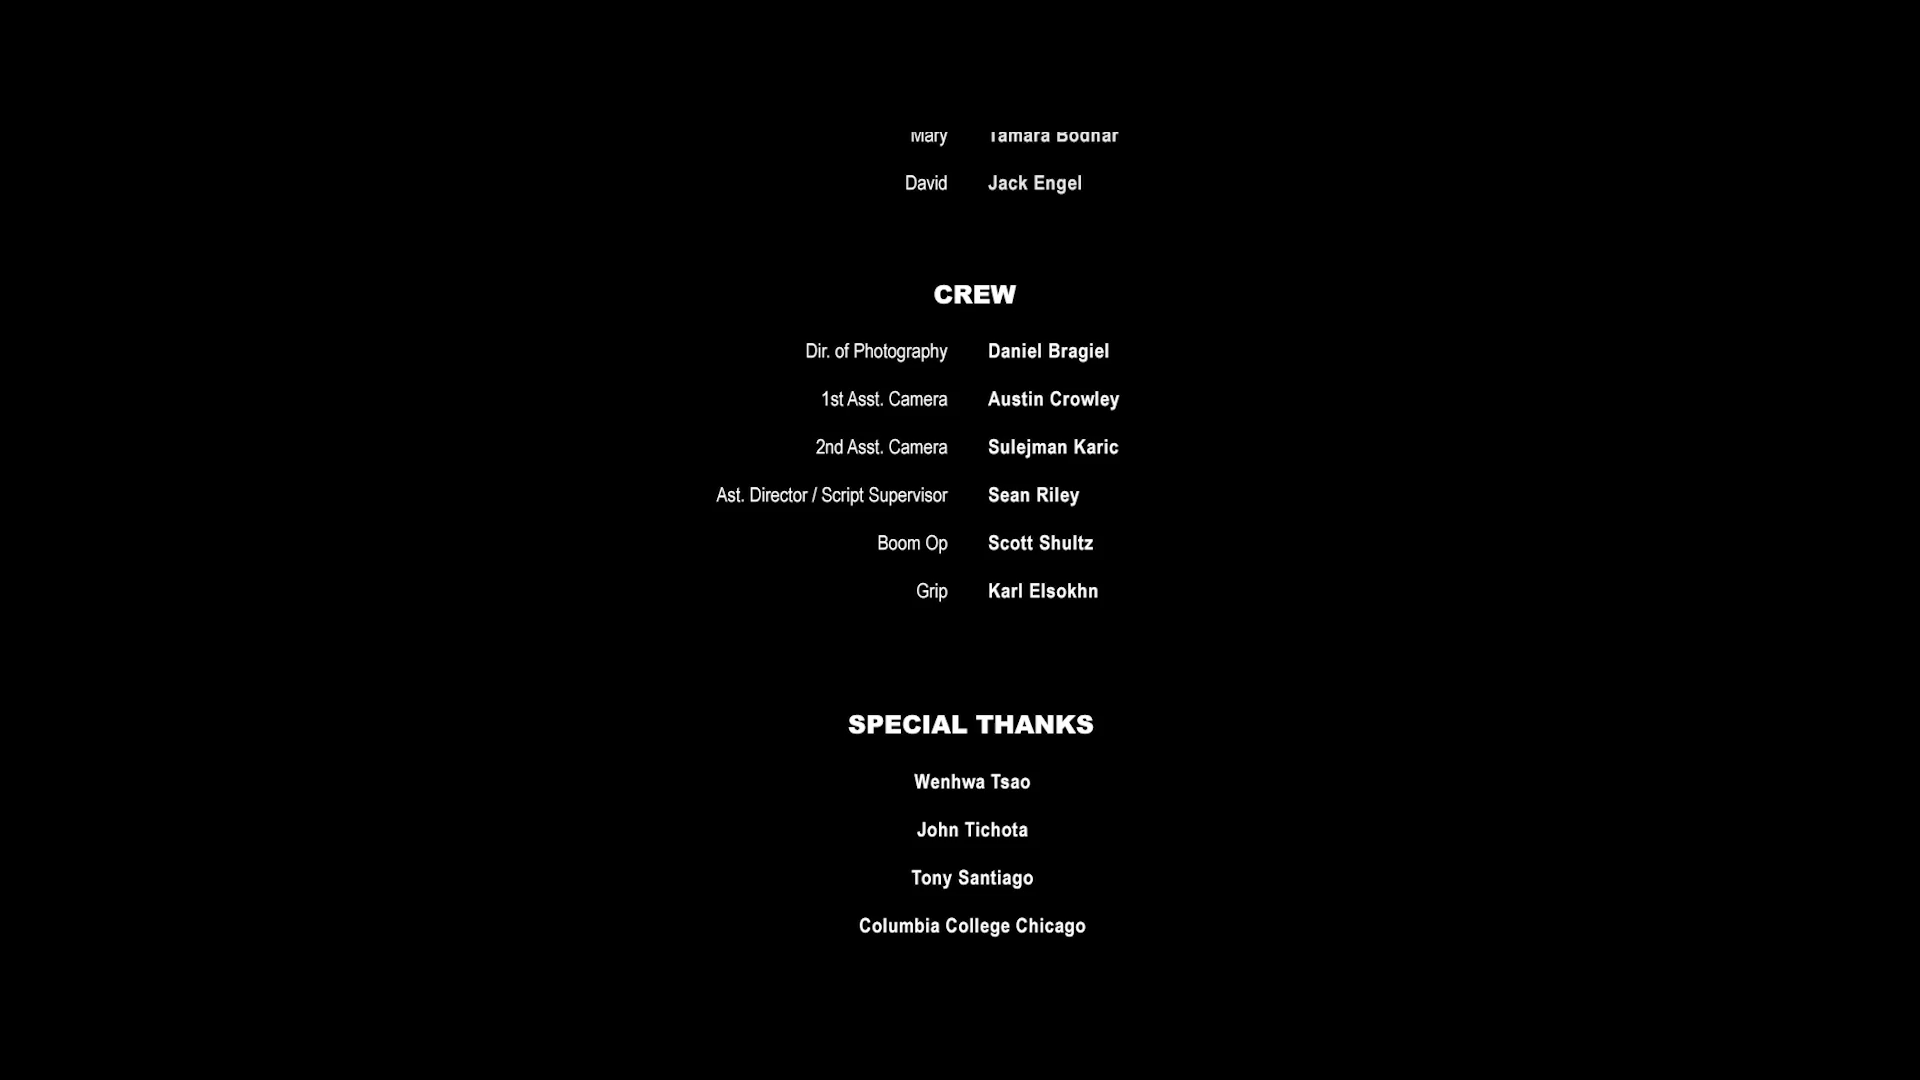 Mary Tamara Bodnar
David Jack Engel
CREW
Dir. of Photography Daniel Bragiel
1st Asst. Camera Austin Crowley
2nd Asst. Camera Sulejman Karic
Ast. Director / Script Supervisor Sean Riley
Boom Op Scott Shultz
Grip Karl Elsokhn
SPECIAL THANKS
Wenhwa Tsao
John Tichota
Tony Santiago
Columbia College Chicago